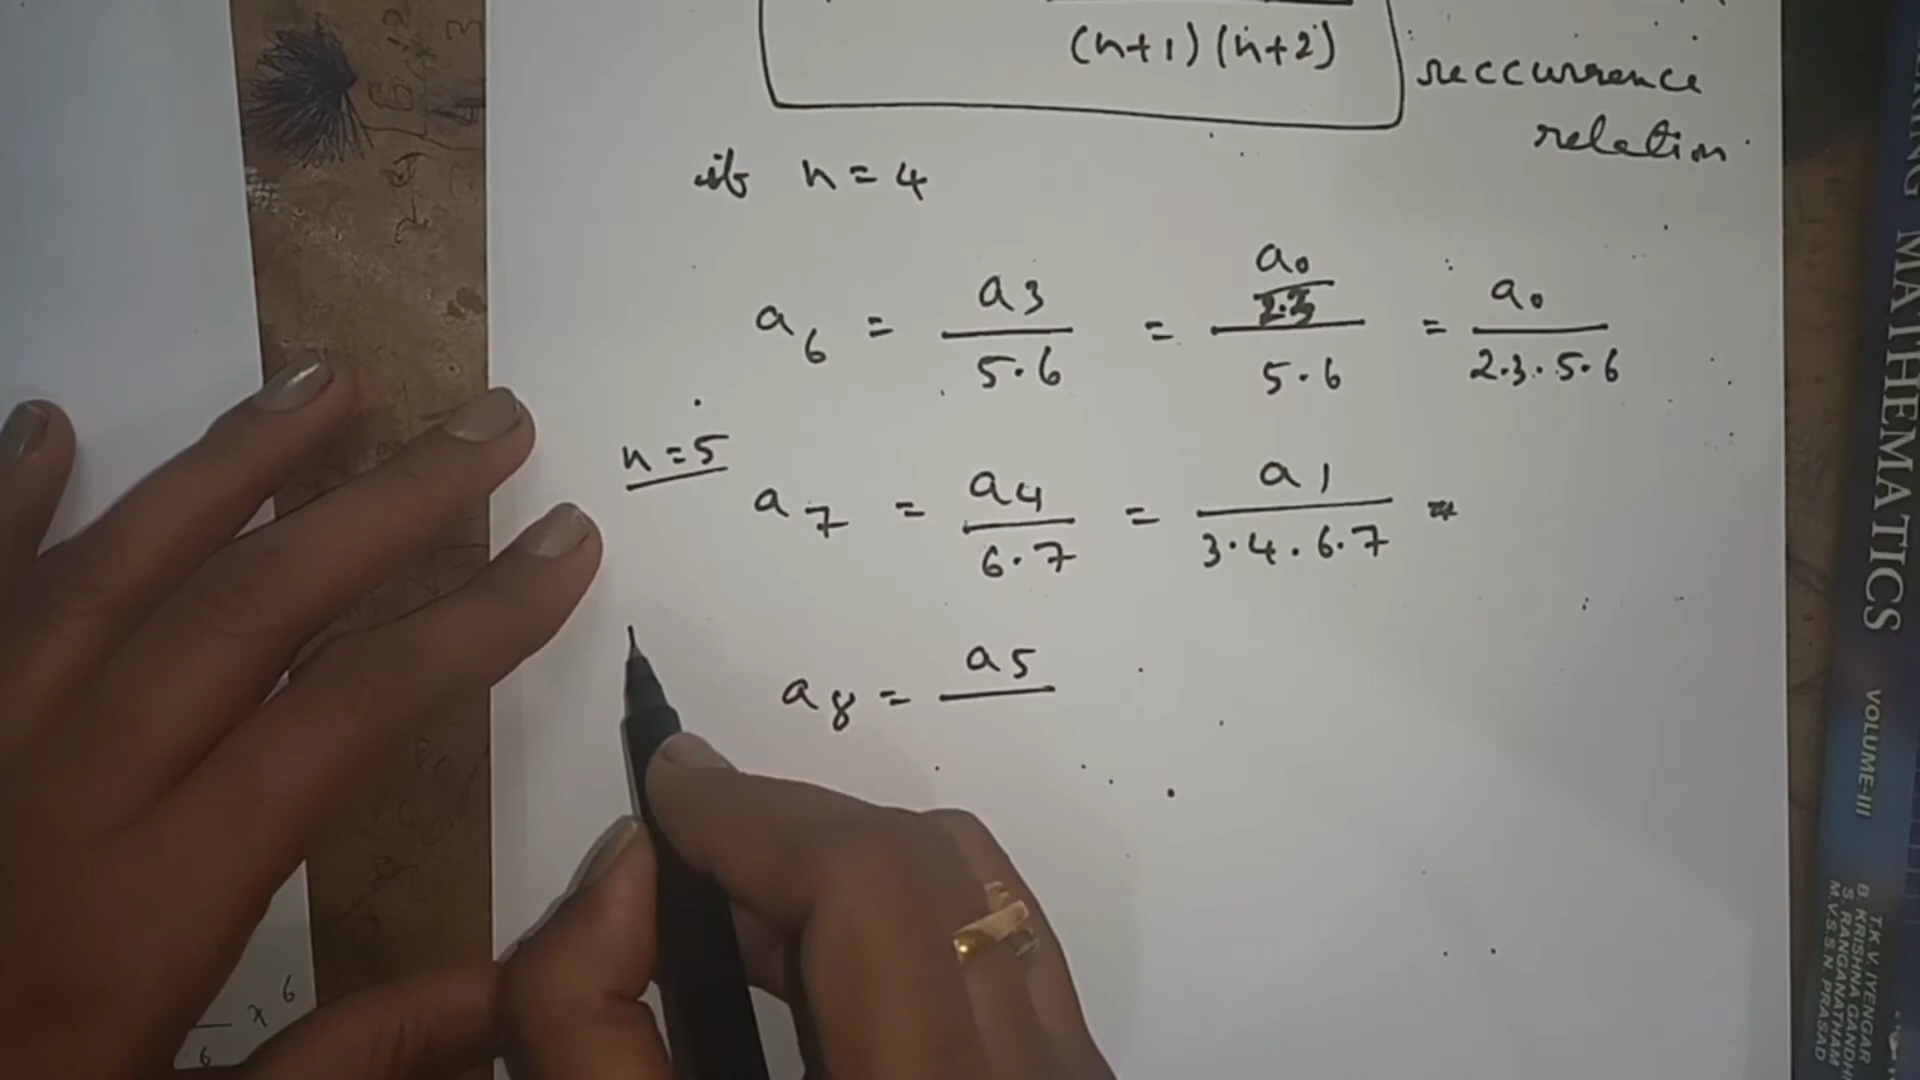 (n+1)(n+2)
reccurrence
relation.
if n = 4
a6 = a3 / 5·6 = a0 / 2·3 / 5·6 = a0 / 2·3·5·6
n = 5
a7 = a4 / 6·7 = a1 / 3·4·6·7
a8 = a5 /
MATHEMATICS
VOLUME-III
T.K.V. IYENGAR
B. KRISHNA GANDHI
S. RANGANATHAM
M.V.S.S.N. PRASAD